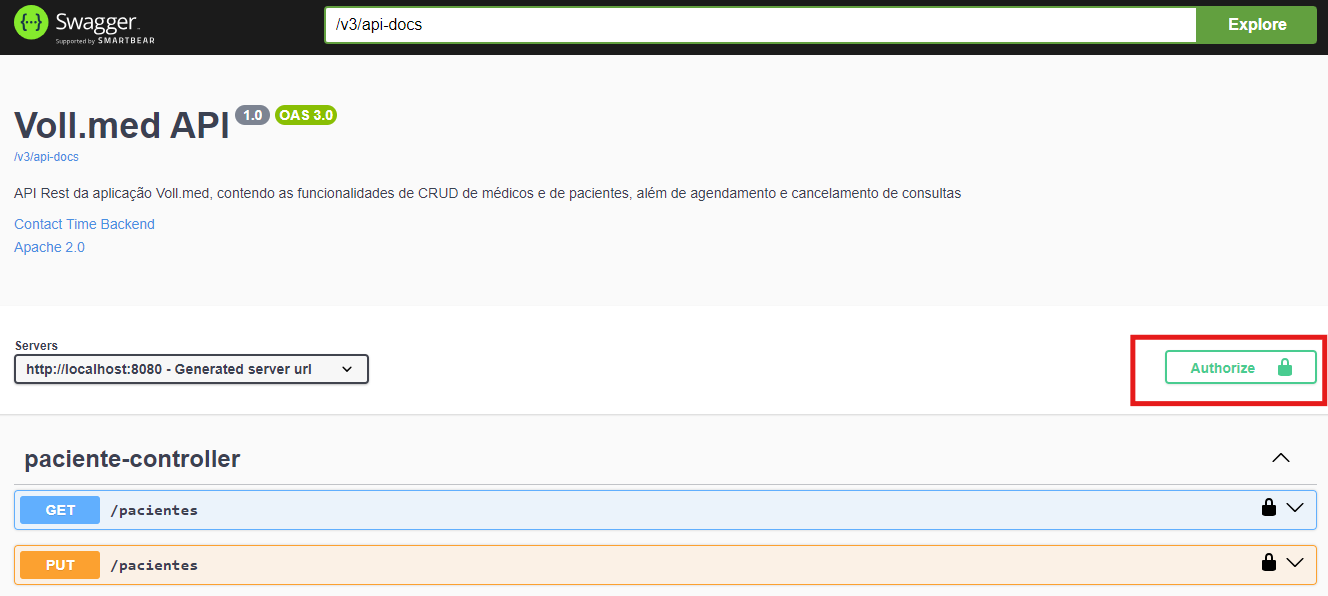 Swagger
Supported by SMARTBEAR
/v3/api-docs
Explore
Voll.med API 1.0 OAS 3.0
/v3/api-docs
API Rest da aplicação Voll.med, contendo as funcionalidades de CRUD de médicos e de pacientes, além de agendamento e cancelamento de consultas
Contact Time Backend
Apache 2.0
Servers
http://localhost:8080 - Generated server url
Authorize
paciente-controller
GET /pacientes
PUT /pacientes